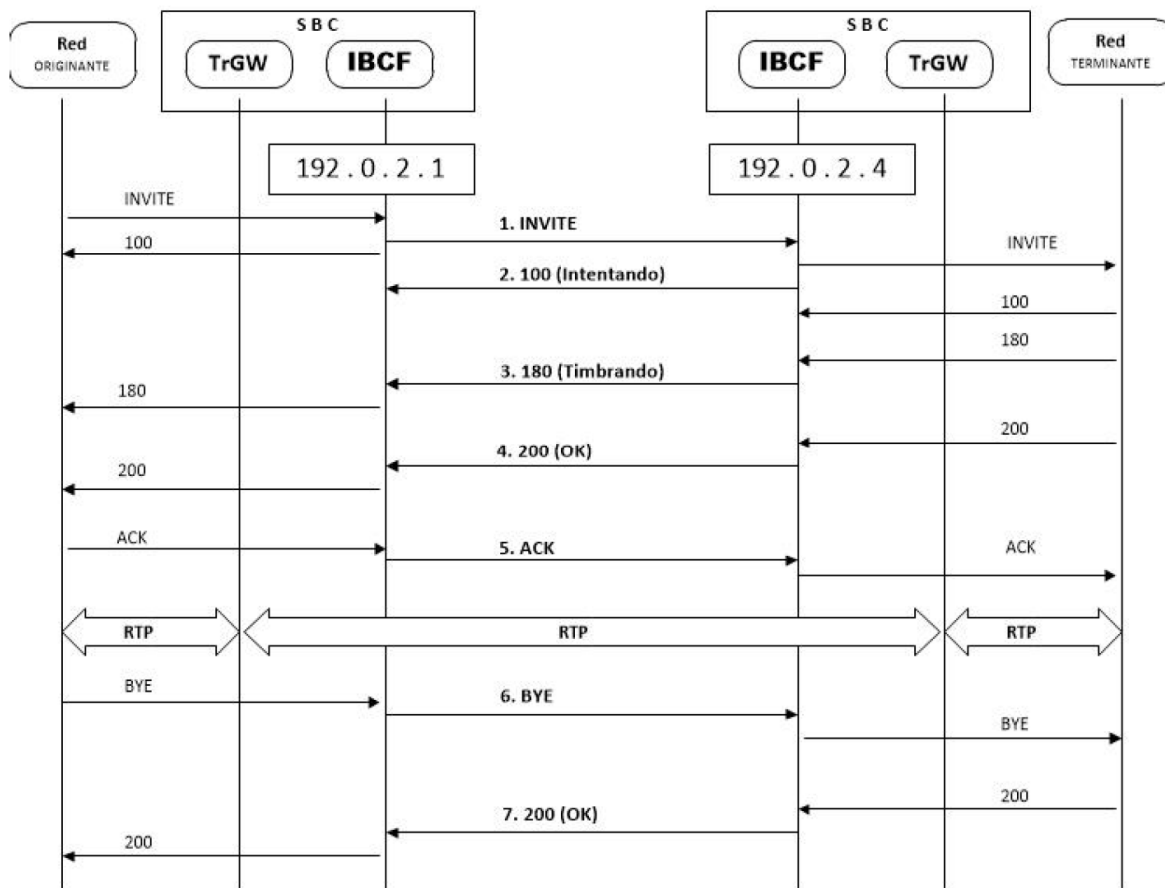 S B C
S B C
Red
ORIGINANTE
TrGW
IBCF
IBCF
TrGW
Red
TERMINANTE
192 . 0 . 2 . 1
192 . 0 . 2 . 4
INVITE
1. INVITE
100
INVITE
2. 100 (Intentando)
100
180
3. 180 (Timbrando)
180
200
4. 200 (OK)
200
ACK
5. ACK
ACK
RTP
RTP
RTP
BYE
6. BYE
BYE
200
7. 200 (OK)
200